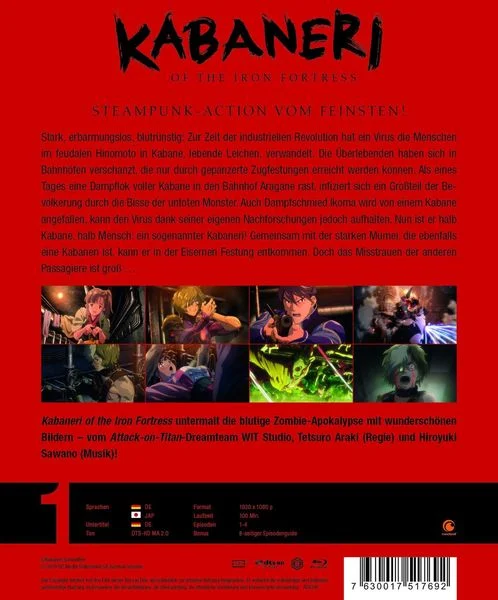 KABANERI
OF THE IRON FORTRESS
STEAMPUNK-ACTION VOM FEINSTEN!
Stark, erbarmungslos, blutrünstig: Zur Zeit der industriellen Revolution hat ein Virus die Menschen
im feudalen Hinomoto in Kabane, lebende Leichen, verwandelt. Die Überlebenden haben sich in
Bahnhöfen verschanzt, die nur durch gepanzerte Zugfestungen erreicht werden können. Als eines
Tages eine Dampflok voller Kabane in den Bahnhof Aragane rast, infiziert sich ein Großteil der Be-
völkerung durch die Bisse der untoten Monster. Auch Dampfschmied Ikoma wird von einem Kabane
angefallen, kann den Virus dank seiner eigenen Nachforschungen jedoch aufhalten. Nun ist er halb
Kabane, halb Mensch: ein sogenannter Kabaneri! Gemeinsam mit der starken Mumei, die ebenfalls
eine Kabaneri ist, kann er in der Eisernen Festung entkommen. Doch das Misstrauen der anderen
Passagiere ist groß ...
Kabaneri of the Iron Fortress untermalt die blutige Zombie-Apokalypse mit wunderschönen
Bildern – vom Attack-on-Titan-Dreamteam WIT Studio, Tetsuro Araki (Regie) und Hiroyuki
Sawano (Musik)!
1
Sprachen DE Format 1920 x 1080 p
JAP Laufzeit 100 Min.
Untertitel DE Episoden 1-4
Ton DTS-HD MA 2.0 Bonus 8-seitiger Episodenguide
crunchyroll
7 630017 517692